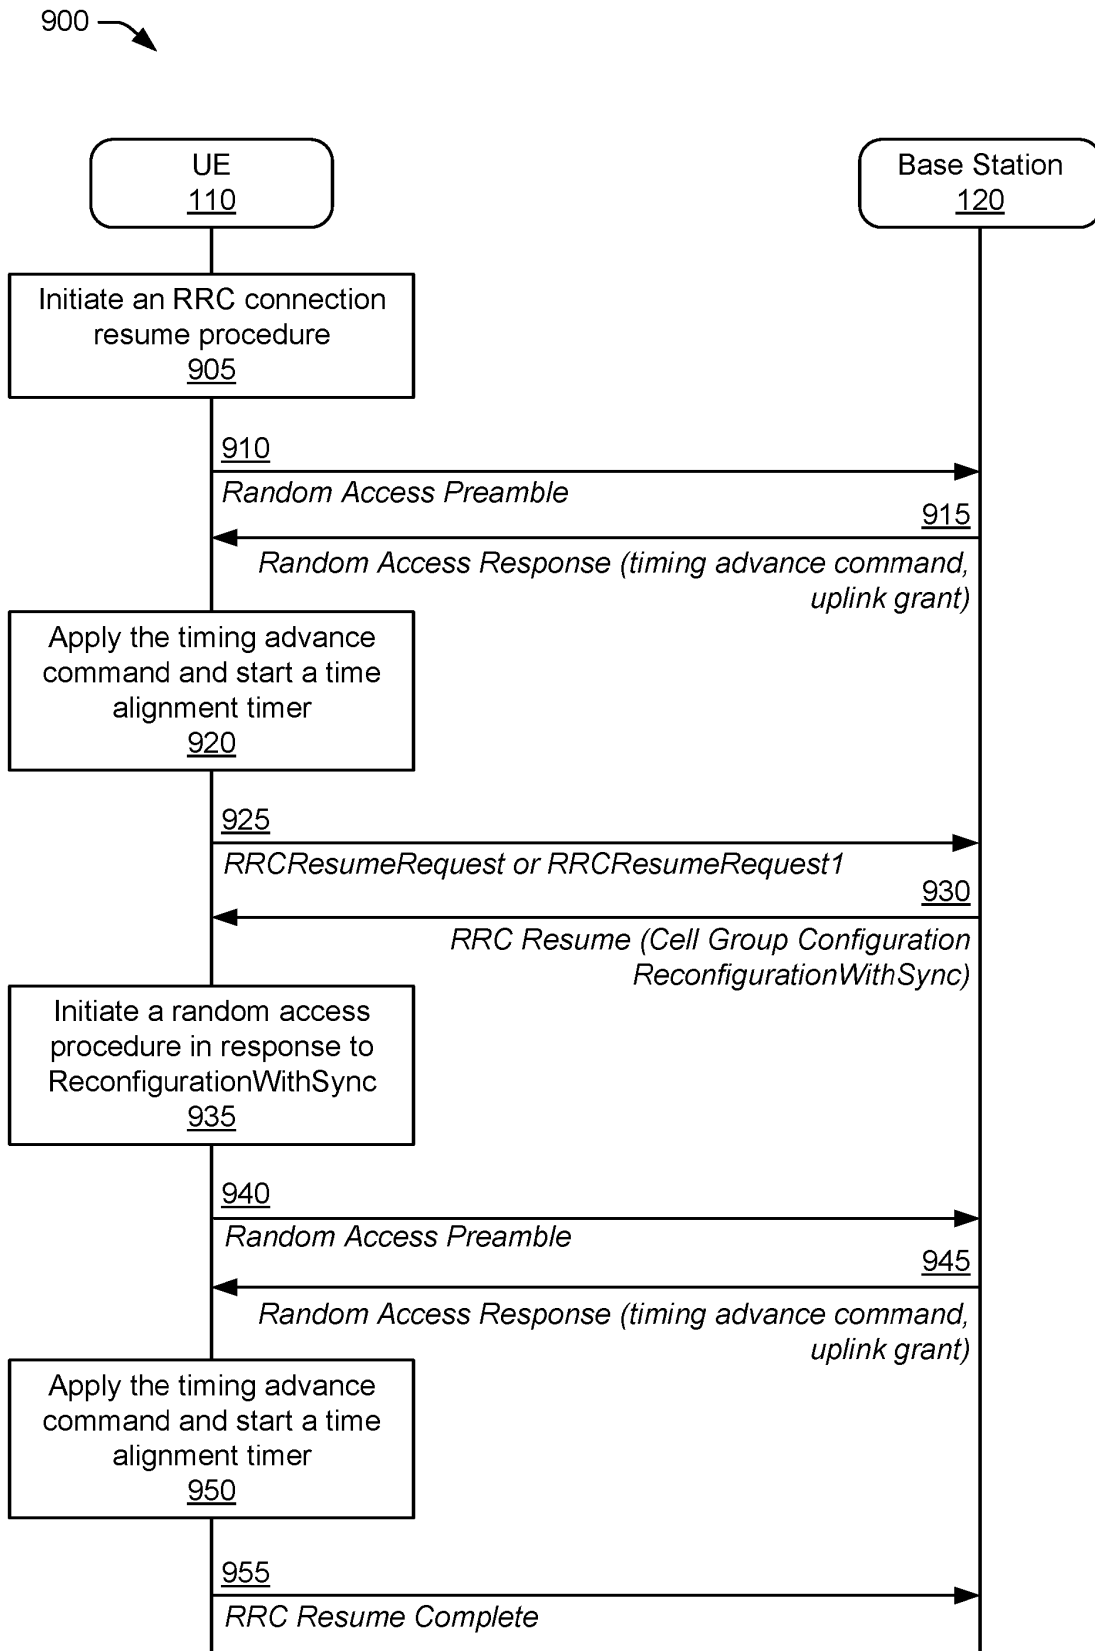 900
UE
110
Base Station
120
Initiate an RRC connection
resume procedure
905
910
Random Access Preamble
915
Random Access Response (timing advance command,
uplink grant)
Apply the timing advance
command and start a time
alignment timer
920
925
RRCResumeRequest or RRCResumeRequest1
930
RRC Resume (Cell Group Configuration
ReconfigurationWithSync)
Initiate a random access
procedure in response to
ReconfigurationWithSync
935
940
Random Access Preamble
945
Random Access Response (timing advance command,
uplink grant)
Apply the timing advance
command and start a time
alignment timer
950
955
RRC Resume Complete